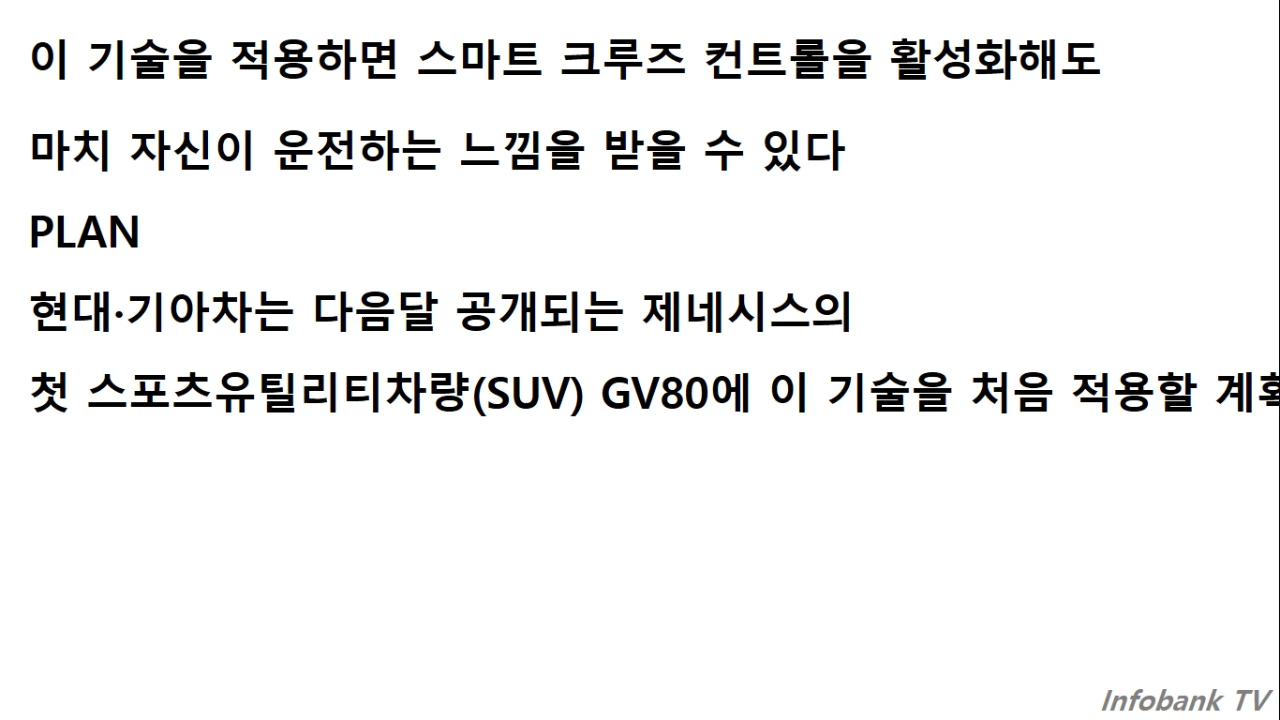 이 기술을 적용하면 스마트 크루즈 컨트롤을 활성화해도
마치 자신이 운전하는 느낌을 받을 수 있다
PLAN
현대·기아차는 다음달 공개되는 제네시스의
첫 스포츠유틸리티차량(SUV) GV80에 이 기술을 처음 적용할
Infobank TV